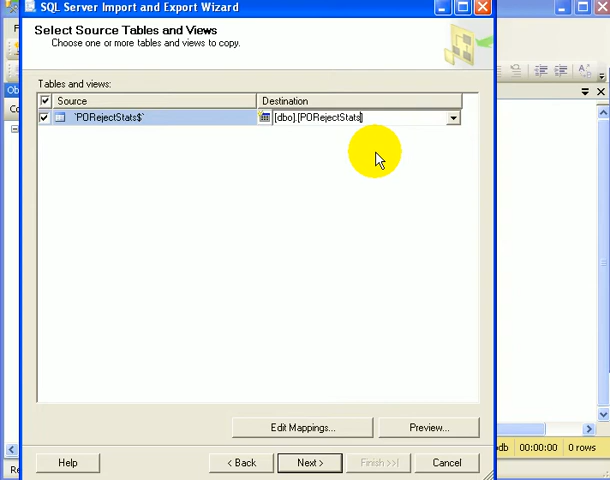 SQL Server Import and Export Wizard
Select Source Tables and Views
Choose one or more tables and views to copy.
Tables and views:
Source Destination
`PORejectStats$` [dbo].[PORejectStats]
Edit Mappings... Preview...
Help < Back Next > Finish >>| Cancel
00:00:00 0 rows